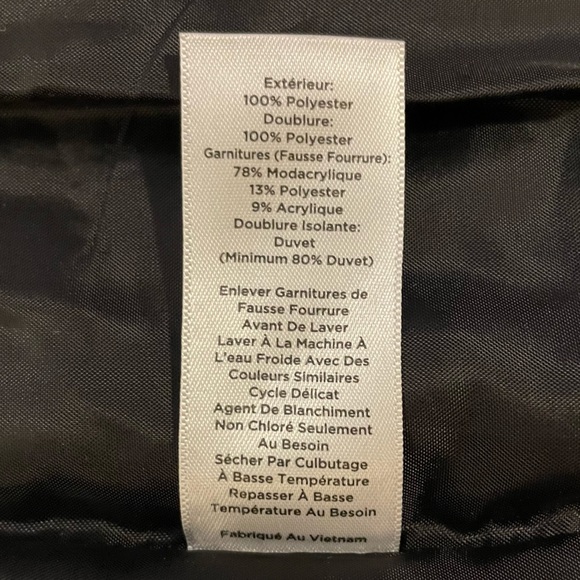 Extérieur:
100% Polyester
Doublure:
100% Polyester
Garnitures (Fausse Fourrure):
78% Modacrylique
13% Polyester
9% Acrylique
Doublure Isolante:
Duvet
(Minimum 80% Duvet)
Enlever Garnitures de
Fausse Fourrure
Avant De Laver
Laver À La Machine À
L'eau Froide Avec Des
Couleurs Similaires
Cycle Délicat
Agent De Blanchiment
Non Chloré Seulement
Au Besoin
Sécher Par Culbutage
À Basse Température
Repasser À Basse
Température Au Besoin
Fabriqué Au Vietnam